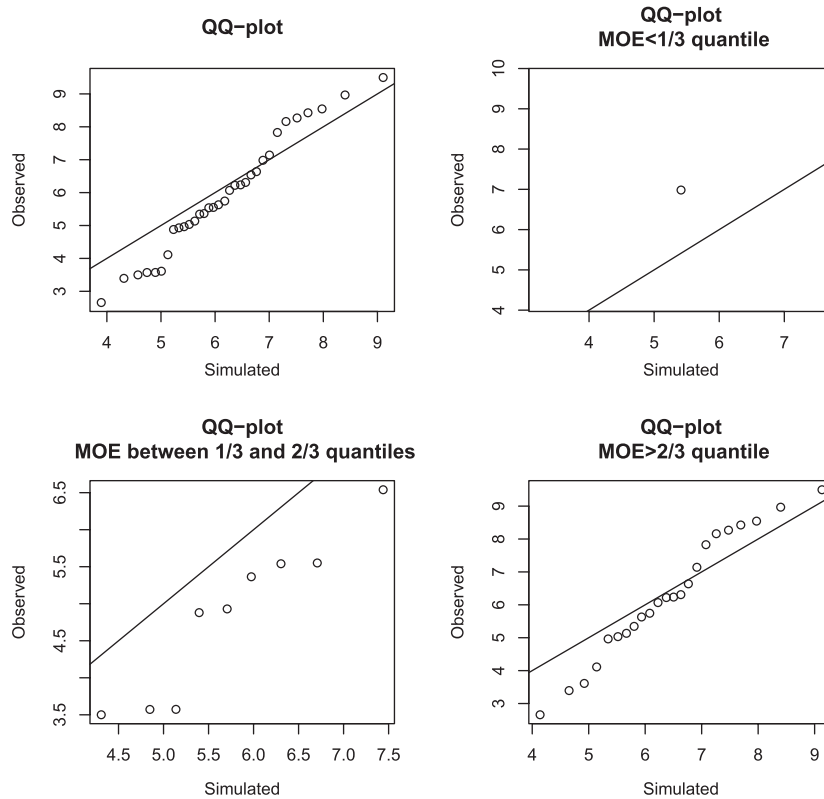 QQ−plot
Observed
9
8
7
6
5
4
3
4 5 6 7 8 9
Simulated
QQ−plot
MOE<1/3 quantile
Observed
10
9
8
7
6
5
4
4 5 6 7
Simulated
QQ−plot
MOE between 1/3 and 2/3 quantiles
Observed
6.5
5.5
4.5
3.5
4.5 5.0 5.5 6.0 6.5 7.0 7.5
Simulated
QQ−plot
MOE>2/3 quantile
Observed
9
8
7
6
5
4
3
4 5 6 7 8 9
Simulated